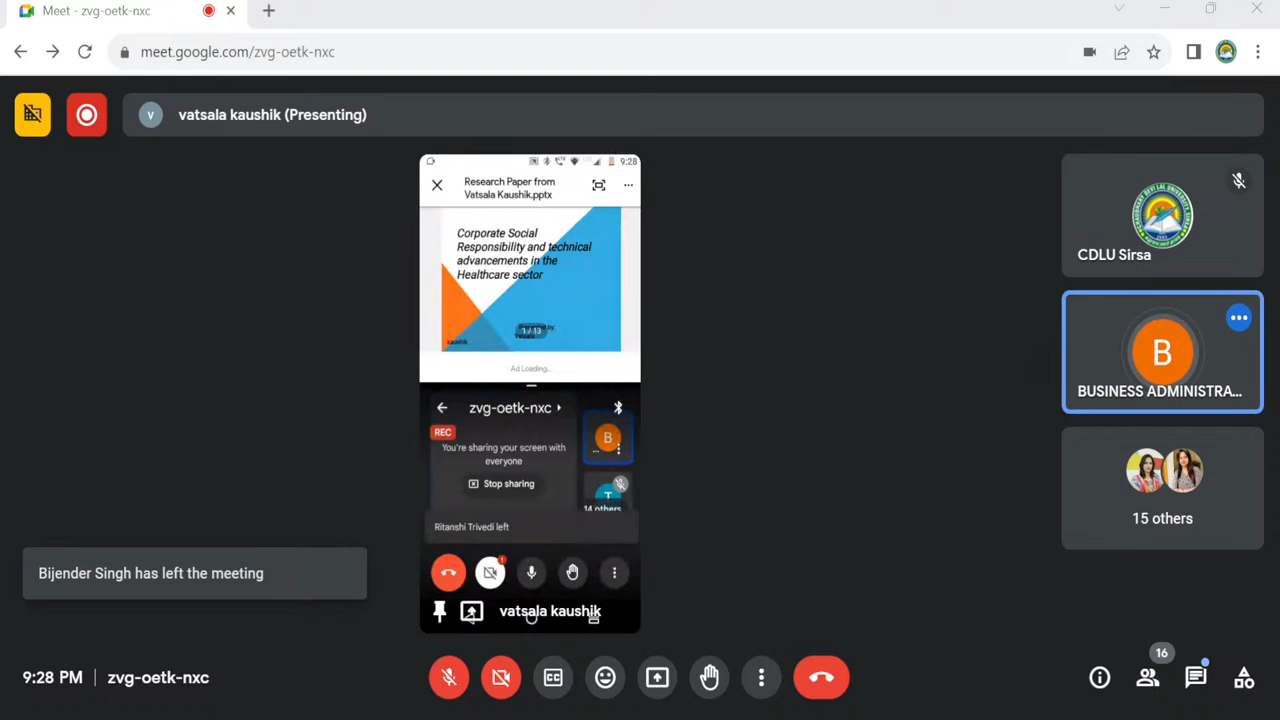 Meet - zvg-oetk-nxc
meet.google.com/zvg-oetk-nxc
v
vatsala kaushik (Presenting)
9:28
Research Paper from
Vatsala Kaushik.pptx
Corporate Social
Responsibility and technical
advancements in the
Healthcare sector
1 / 13
kaushik
Ad Loading...
zvg-oetk-nxc
REC
You're sharing your screen with
everyone
Stop sharing
B
T
14 others
Ritanshi Trivedi left
vatsala kaushik
CDLU Sirsa
B
BUSINESS ADMINISTRA...
15 others
Bijender Singh has left the meeting
9:28 PM
zvg-oetk-nxc
CC
16